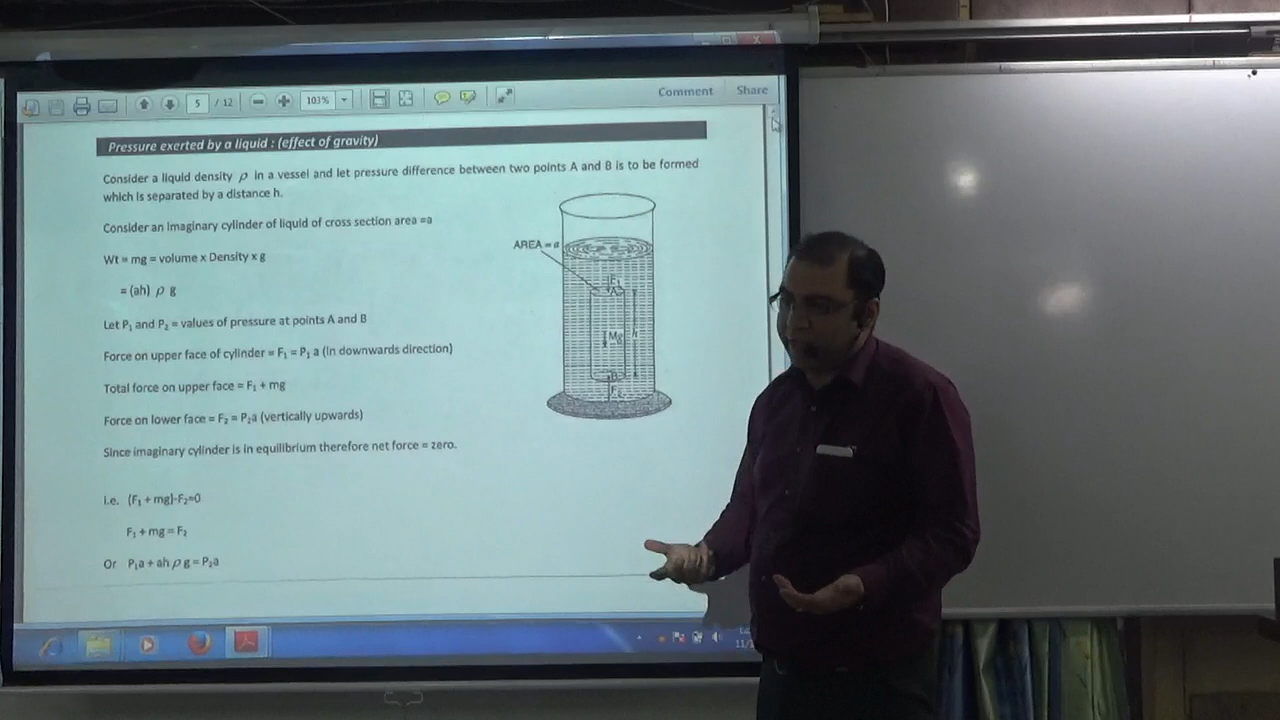 Comment
Share
5 / 12
103%
Pressure exerted by a liquid : (effect of gravity)
Consider a liquid density ρ in a vessel and let pressure difference between two points A and B is to be formed
which is separated by a distance h.
Consider an imaginary cylinder of liquid of cross section area =a
Wt = mg = volume x Density x g
= (ah) ρ g
Let P₁ and P₂ = values of pressure at points A and B
Force on upper face of cylinder = F₁ = P₁ a (in downwards direction)
Total force on upper face = F₁ + mg
Force on lower face = F₂ = P₂a (vertically upwards)
Since imaginary cylinder is in equilibrium therefore net force = zero.
i.e. (F₁ + mg)-F₂=0
F₁ + mg = F₂
Or P₁a + ah ρ g = P₂a
AREA = a
F₁
A
Mg
h
B